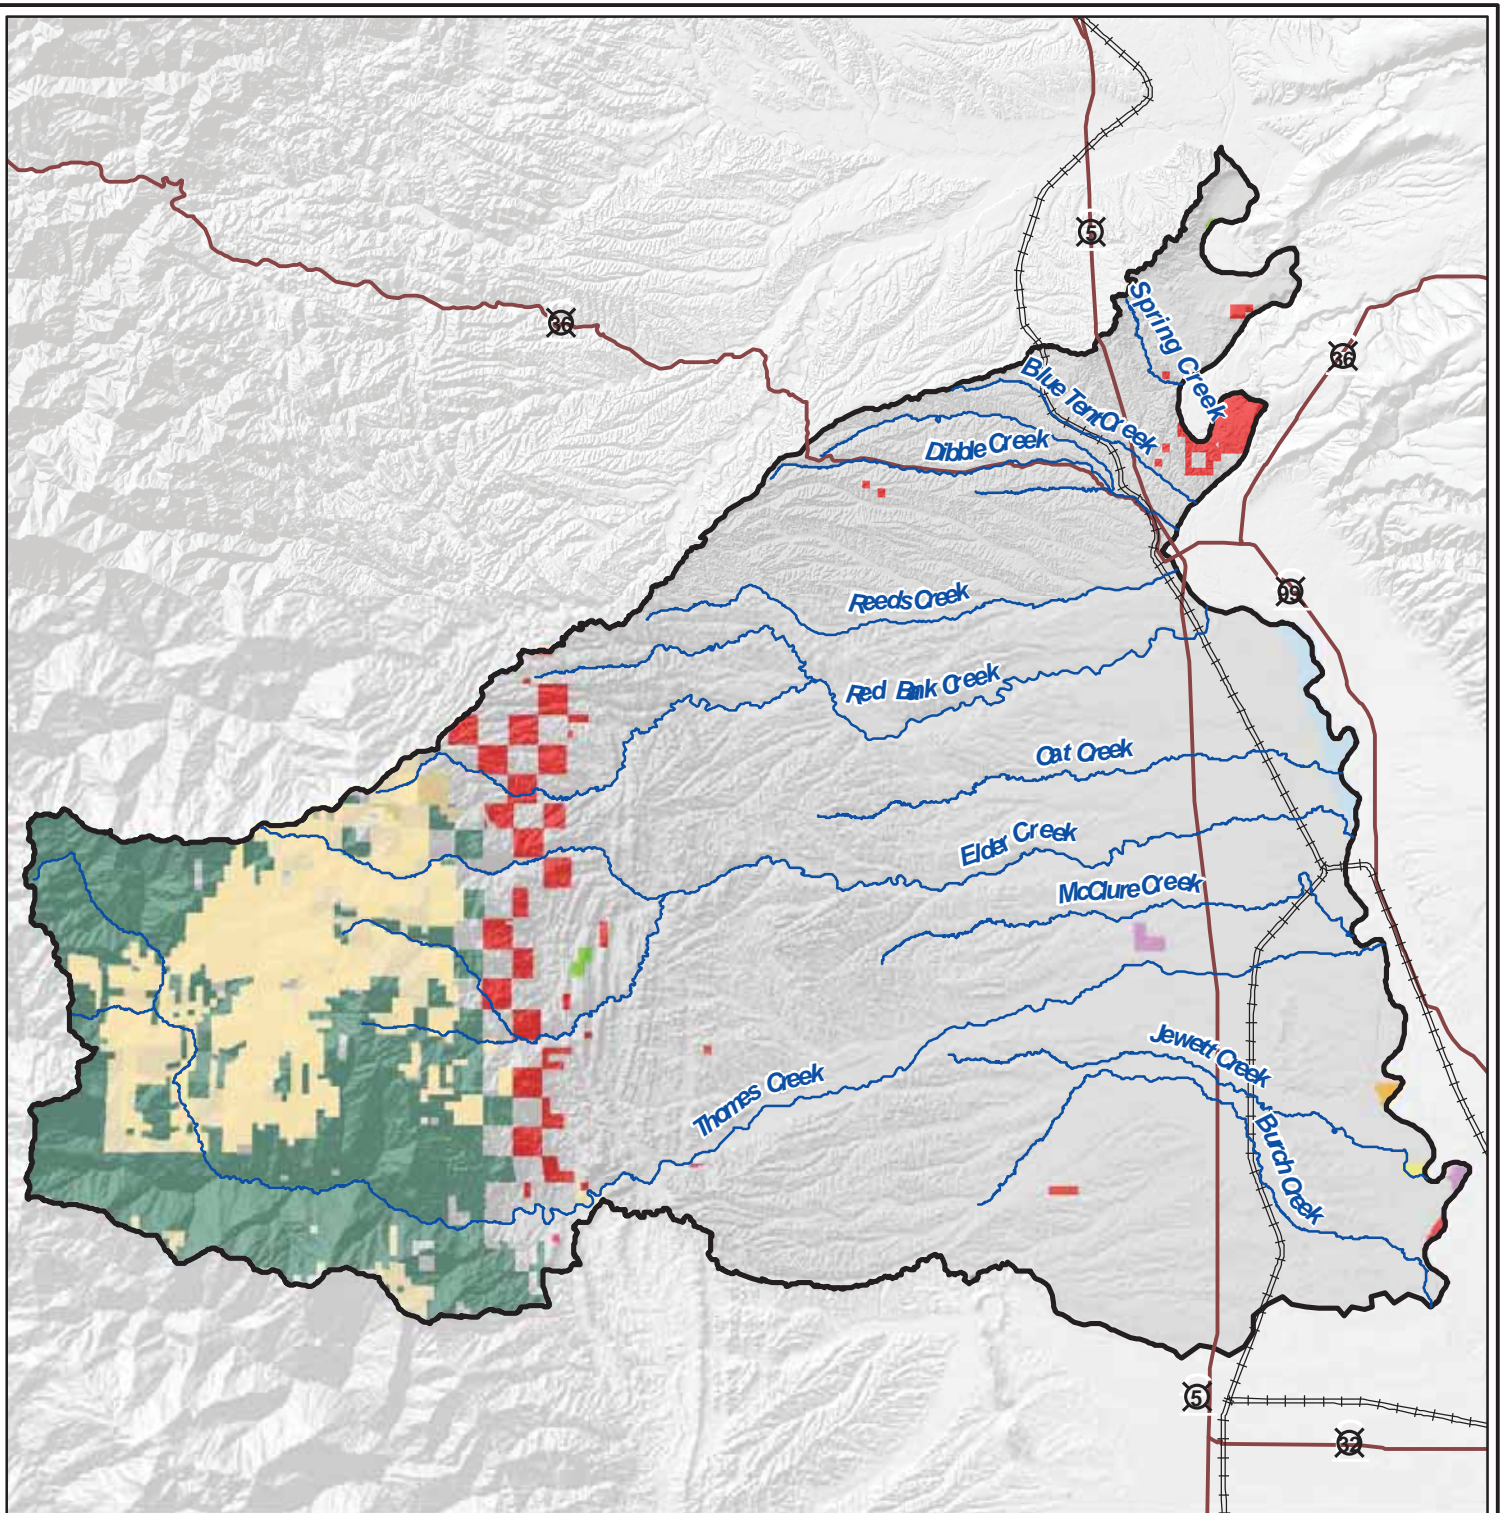 5
Spring Creek
36
36
Blue Tent Creek
Dibble Creek
99
Reeds Creek
Red Bank Creek
Oat Creek
Elder Creek
McClure Creek
Jewett Creek
Thomes Creek
Burch Creek
5
32